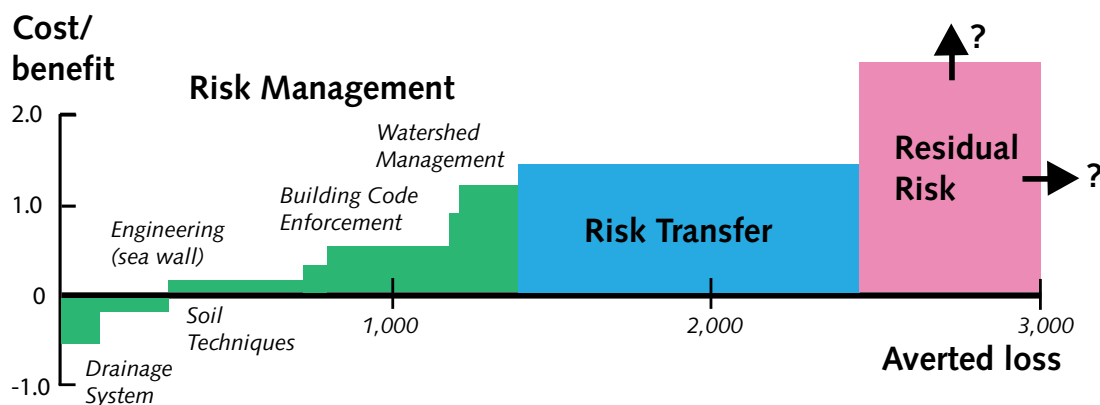 Cost/
benefit
Risk Management
2.0
1.0
0
-1.0
Drainage
System
Soil
Techniques
Engineering
(sea wall)
Building Code
Enforcement
Watershed
Management
Risk Transfer
Residual
Risk
?
?
1,000
2,000
3,000
Averted loss